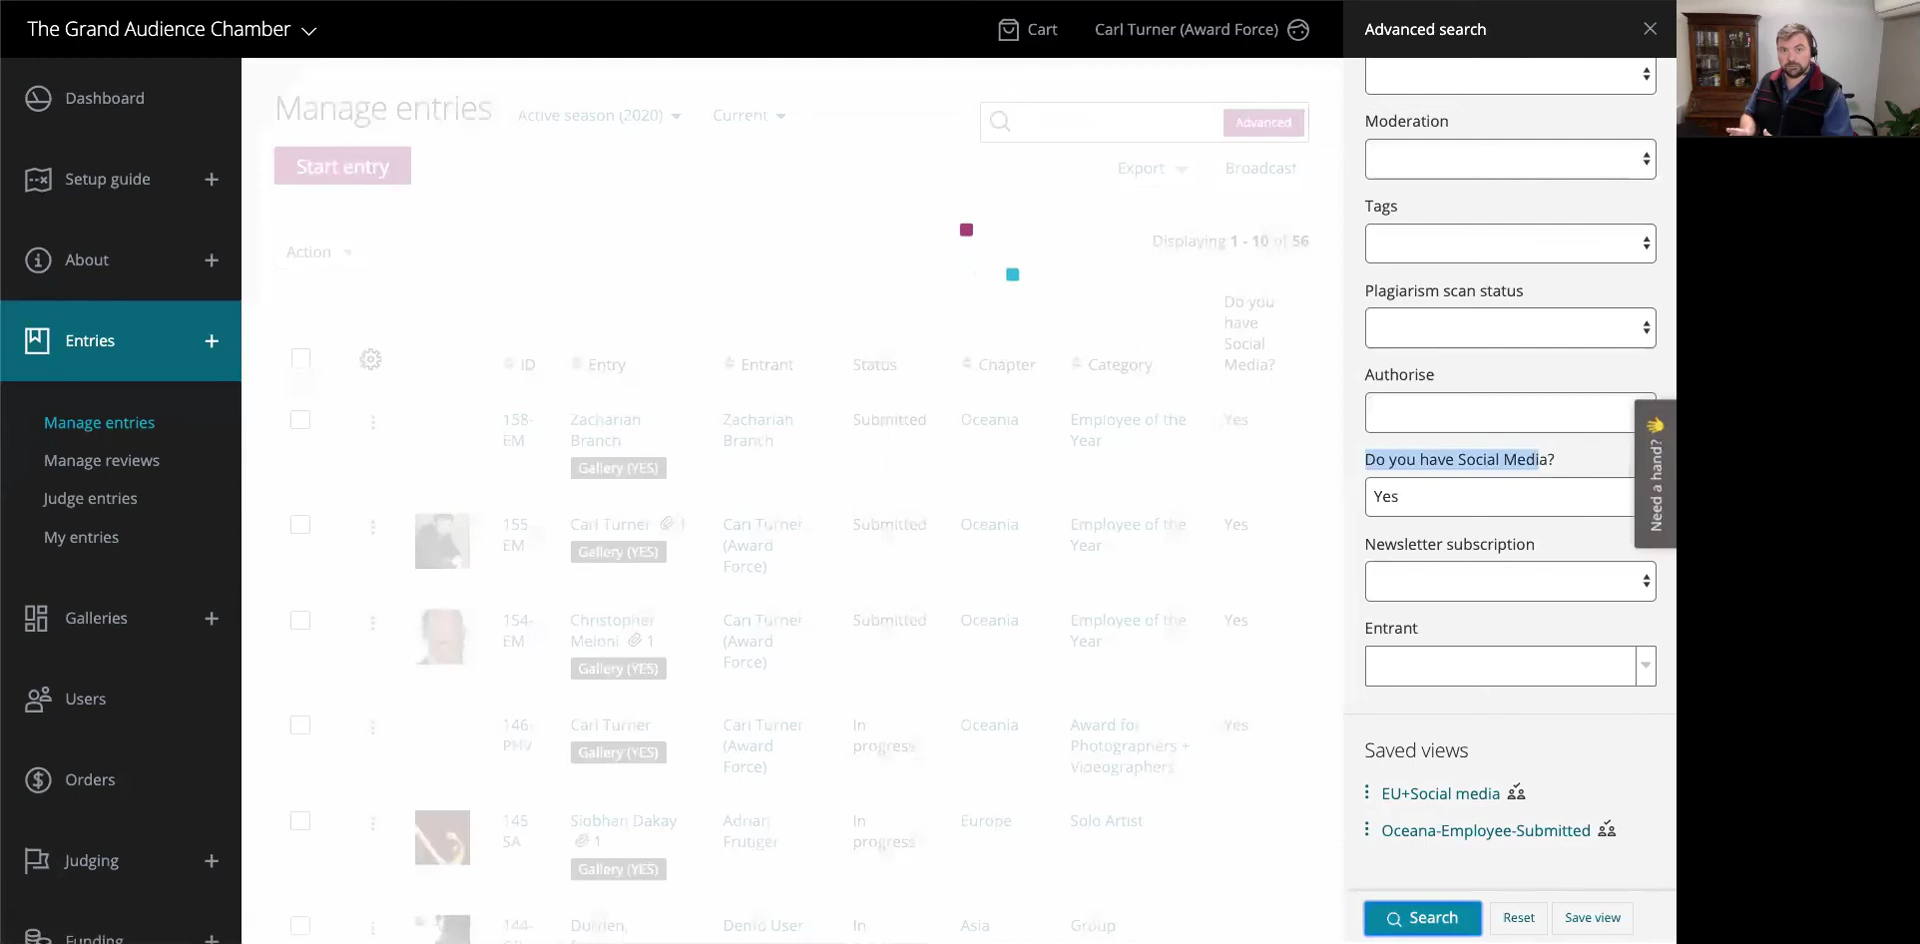 The Grand Audience Chamber
Cart
Carl Turner (Award Force)
Advanced search
Dashboard
Setup guide
About
Entries
Manage entries
Manage reviews
Judge entries
My entries
Galleries
Users
Orders
Judging
Funding
Manage entries
Active season (2020)
Current
Advanced
Start entry
Export
Broadcast
Action
Displaying 1 - 10 of 56
ID
Entry
Entrant
Status
Chapter
Category
Do you
have
Social
Media?
158-
EM
Zacharian
Branch
Gallery (YES)
Zachariah
Branch
Submitted
Oceania
Employee of the
Year
Yes
155
EM
Carl Turner 1
Gallery (YES)
Carl Turner
(Award
Force)
Submitted
Oceania
Employee of the
Year
Yes
154-
EM
Christopher
Meloni 1
Gallery (YES)
Carl Turner
(Award
Force)
Submitted
Oceania
Employee of the
Year
Yes
146-
PHV
Carl Turner
Gallery (YES)
Carl Turner
(Award
Force)
In
progress
Oceania
Award for
Photographers +
Videographers
Yes
145
SA
Siobhan Dakay
1
Gallery (YES)
Adrian
Frutiger
In
progress
Europe
Solo Artist
144-
In
Asia
Group
Moderation
Tags
Plagiarism scan status
Authorise
Do you have Social Media?
Yes
Newsletter subscription
Entrant
Need a hand? 👋
Saved views
EU+Social media
Oceana-Employee-Submitted
Search
Reset
Save view